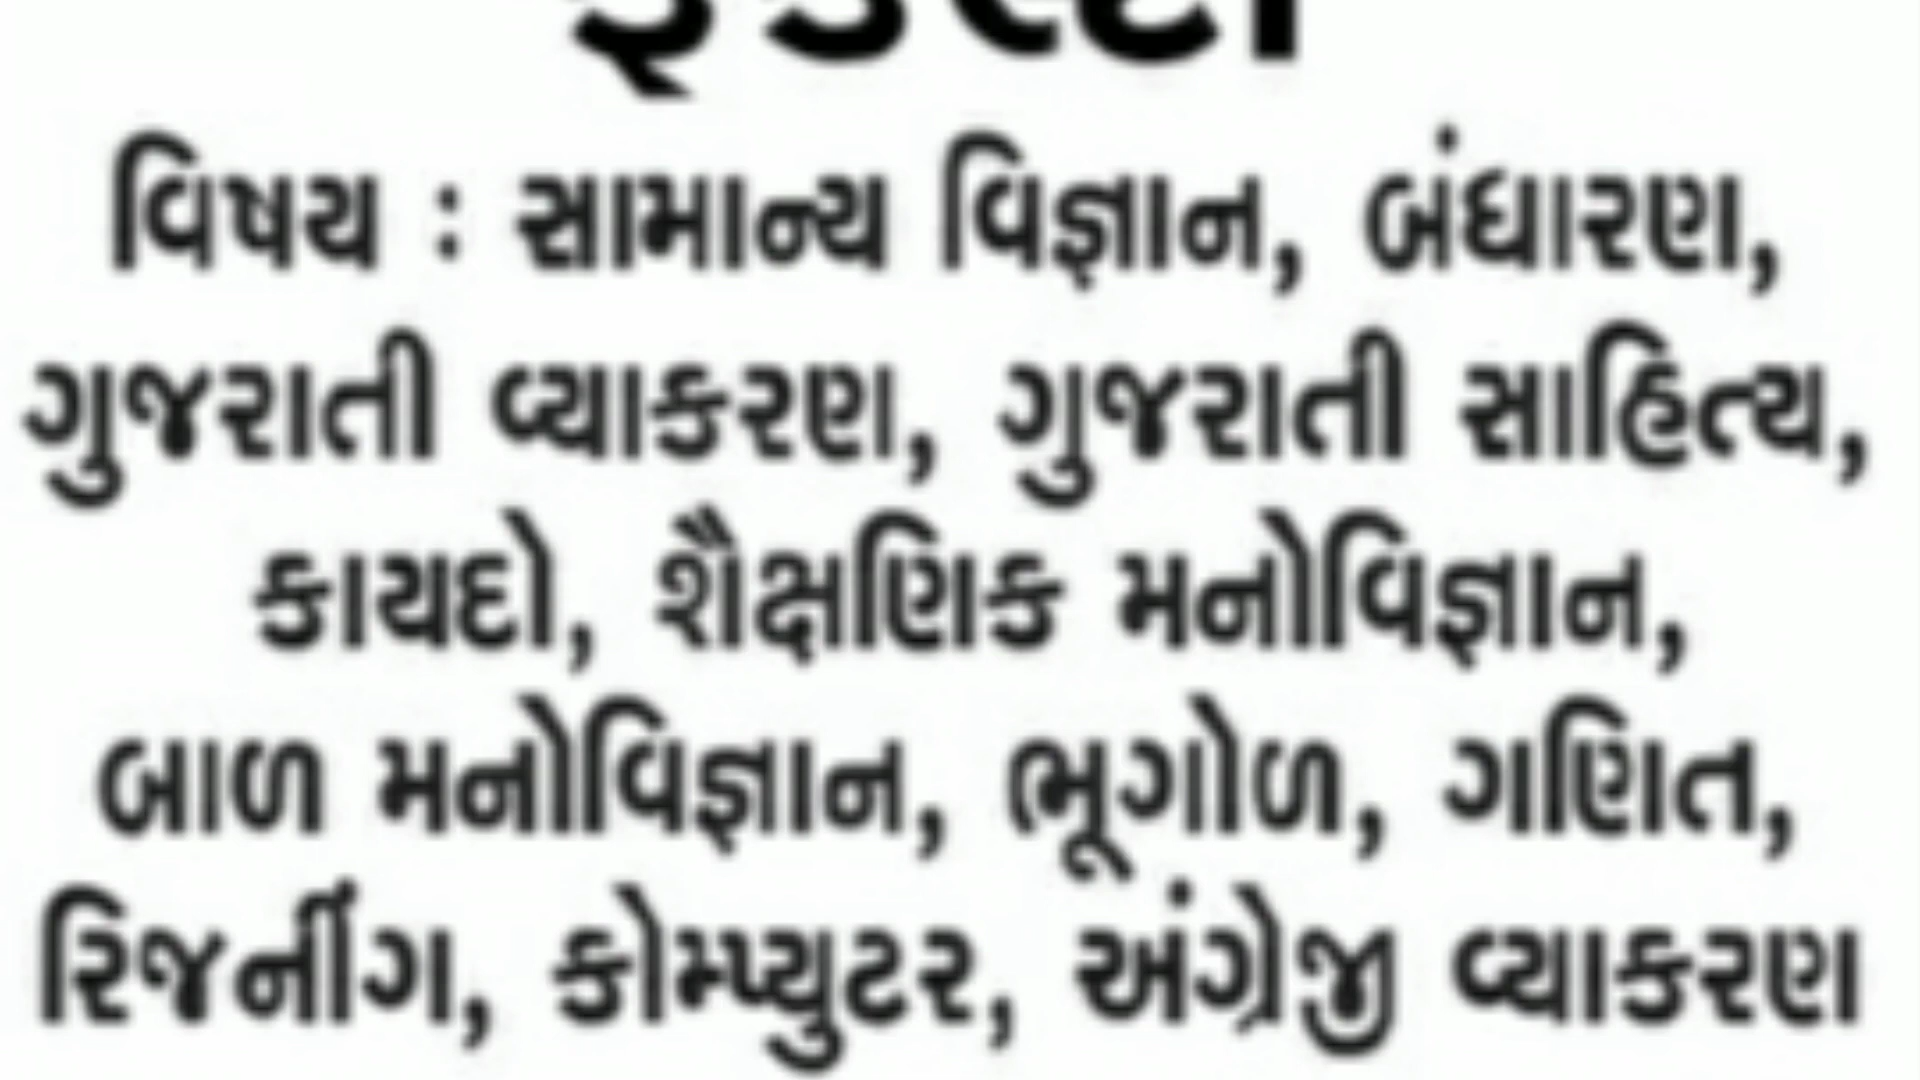 વિષય : સામાન્ય વિજ્ઞાન, બંધારણ,
ગુજરાતી વ્યાકરણ, ગુજરાતી સાહિત્ય,
કાયદો, શૈક્ષણિક મનોવિજ્ઞાન,
બાળ મનોવિજ્ઞાન, ભૂગોળ, ગણિત,
રિજનીંગ, કોમ્પ્યુટર, અંગ્રેજી વ્યાકરણ